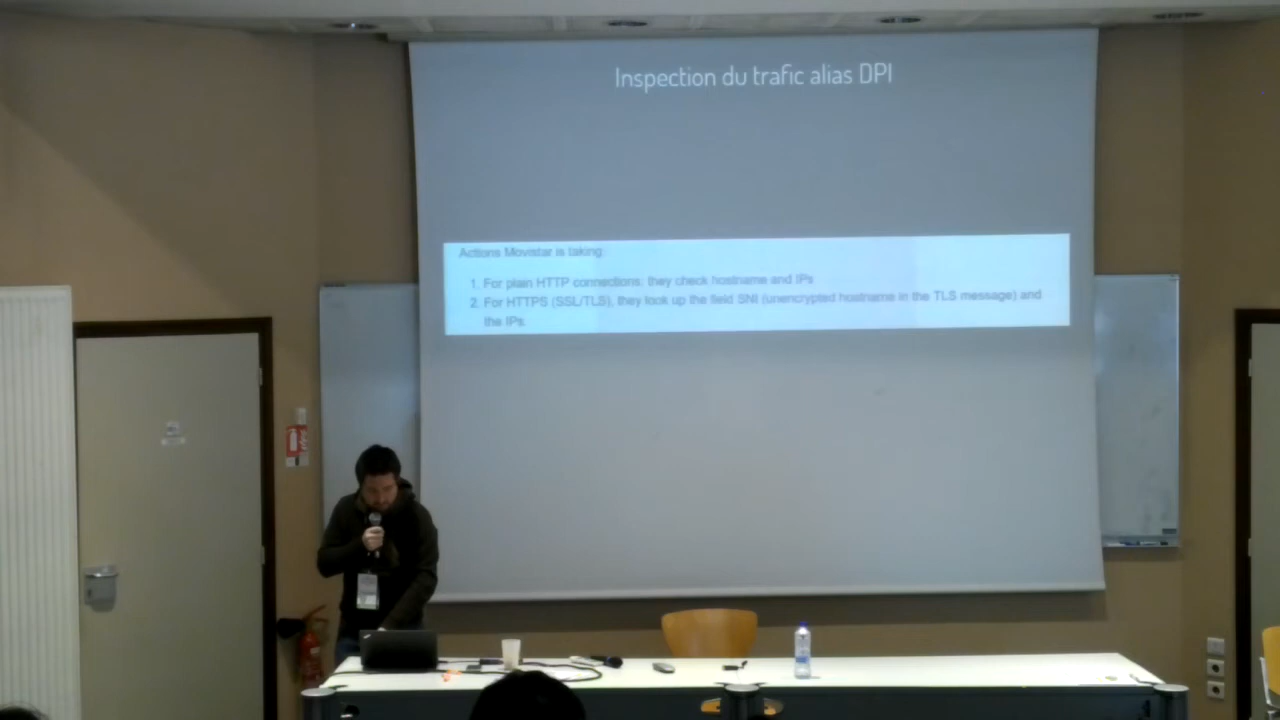 Inspection du trafic alias DPI
Actions Movistar is taking:
1. For plain HTTP connections: they check hostname and IPs
2. For HTTPS (SSL/TLS), they look up the field SNI (unencrypted hostname in the TLS message) and
the IPs.